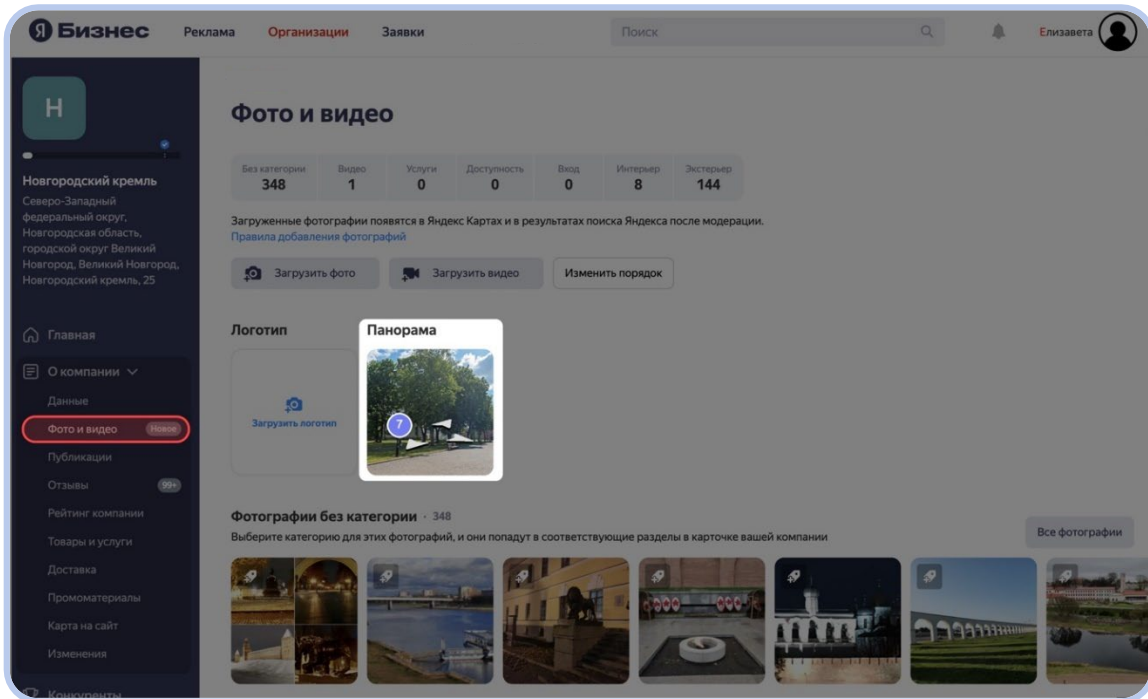 Я Бизнес
Реклама
Организации
Заявки
Поиск
Елизавета
Н
Новгородский кремль
Северо-Западный
федеральный округ,
Новгородская область,
городской округ Великий
Новгород, Великий Новгород,
Новгородский кремль, 25
Главная
О компании
Данные
Фото и видео
Новое
Публикации
Отзывы
99+
Рейтинг компании
Товары и услуги
Доставка
Промоматериалы
Карта на сайт
Изменения
Конкуренты
Фото и видео
Без категории
348
Видео
1
Услуги
0
Доступность
0
Вход
0
Интерьер
8
Экстерьер
144
Загруженные фотографии появятся в Яндекс Картах и в результатах поиска Яндекса после модерации.
Правила добавления фотографий
Загрузить фото
Загрузить видео
Изменить порядок
Логотип
Загрузить логотип
Панорама
7
Фотографии без категории · 348
Выберите категорию для этих фотографий, и они попадут в соответствующие разделы в карточке вашей компании
Все фотографии